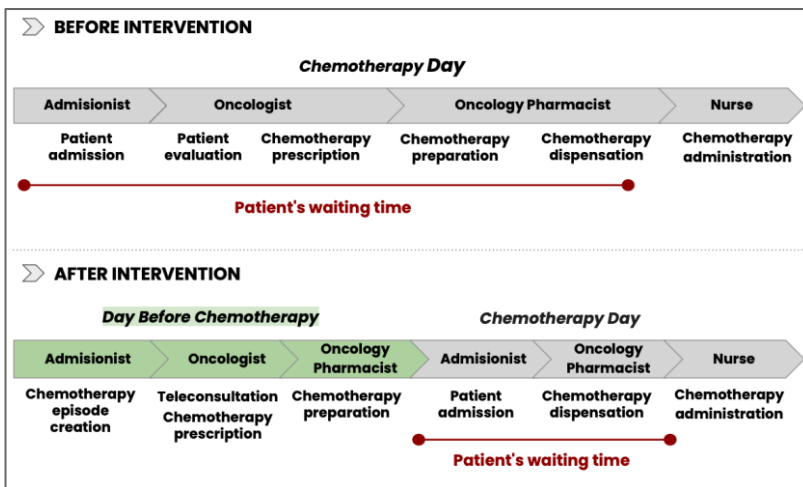 BEFORE INTERVENTION
Chemotherapy Day
Admisionist
Oncologist
Oncology Pharmacist
Nurse
Patient
admission
Patient
evaluation
Chemotherapy
prescription
Chemotherapy
preparation
Chemotherapy
dispensation
Chemotherapy
administration
Patient's waiting time
AFTER INTERVENTION
Day Before Chemotherapy
Chemotherapy Day
Admisionist
Oncologist
Oncology
Pharmacist
Admisionist
Oncology
Pharmacist
Nurse
Chemotherapy
episode
creation
Teleconsultation
Chemotherapy
prescription
Chemotherapy
preparation
Patient
admission
Chemotherapy
dispensation
Chemotherapy
administration
Patient's waiting time